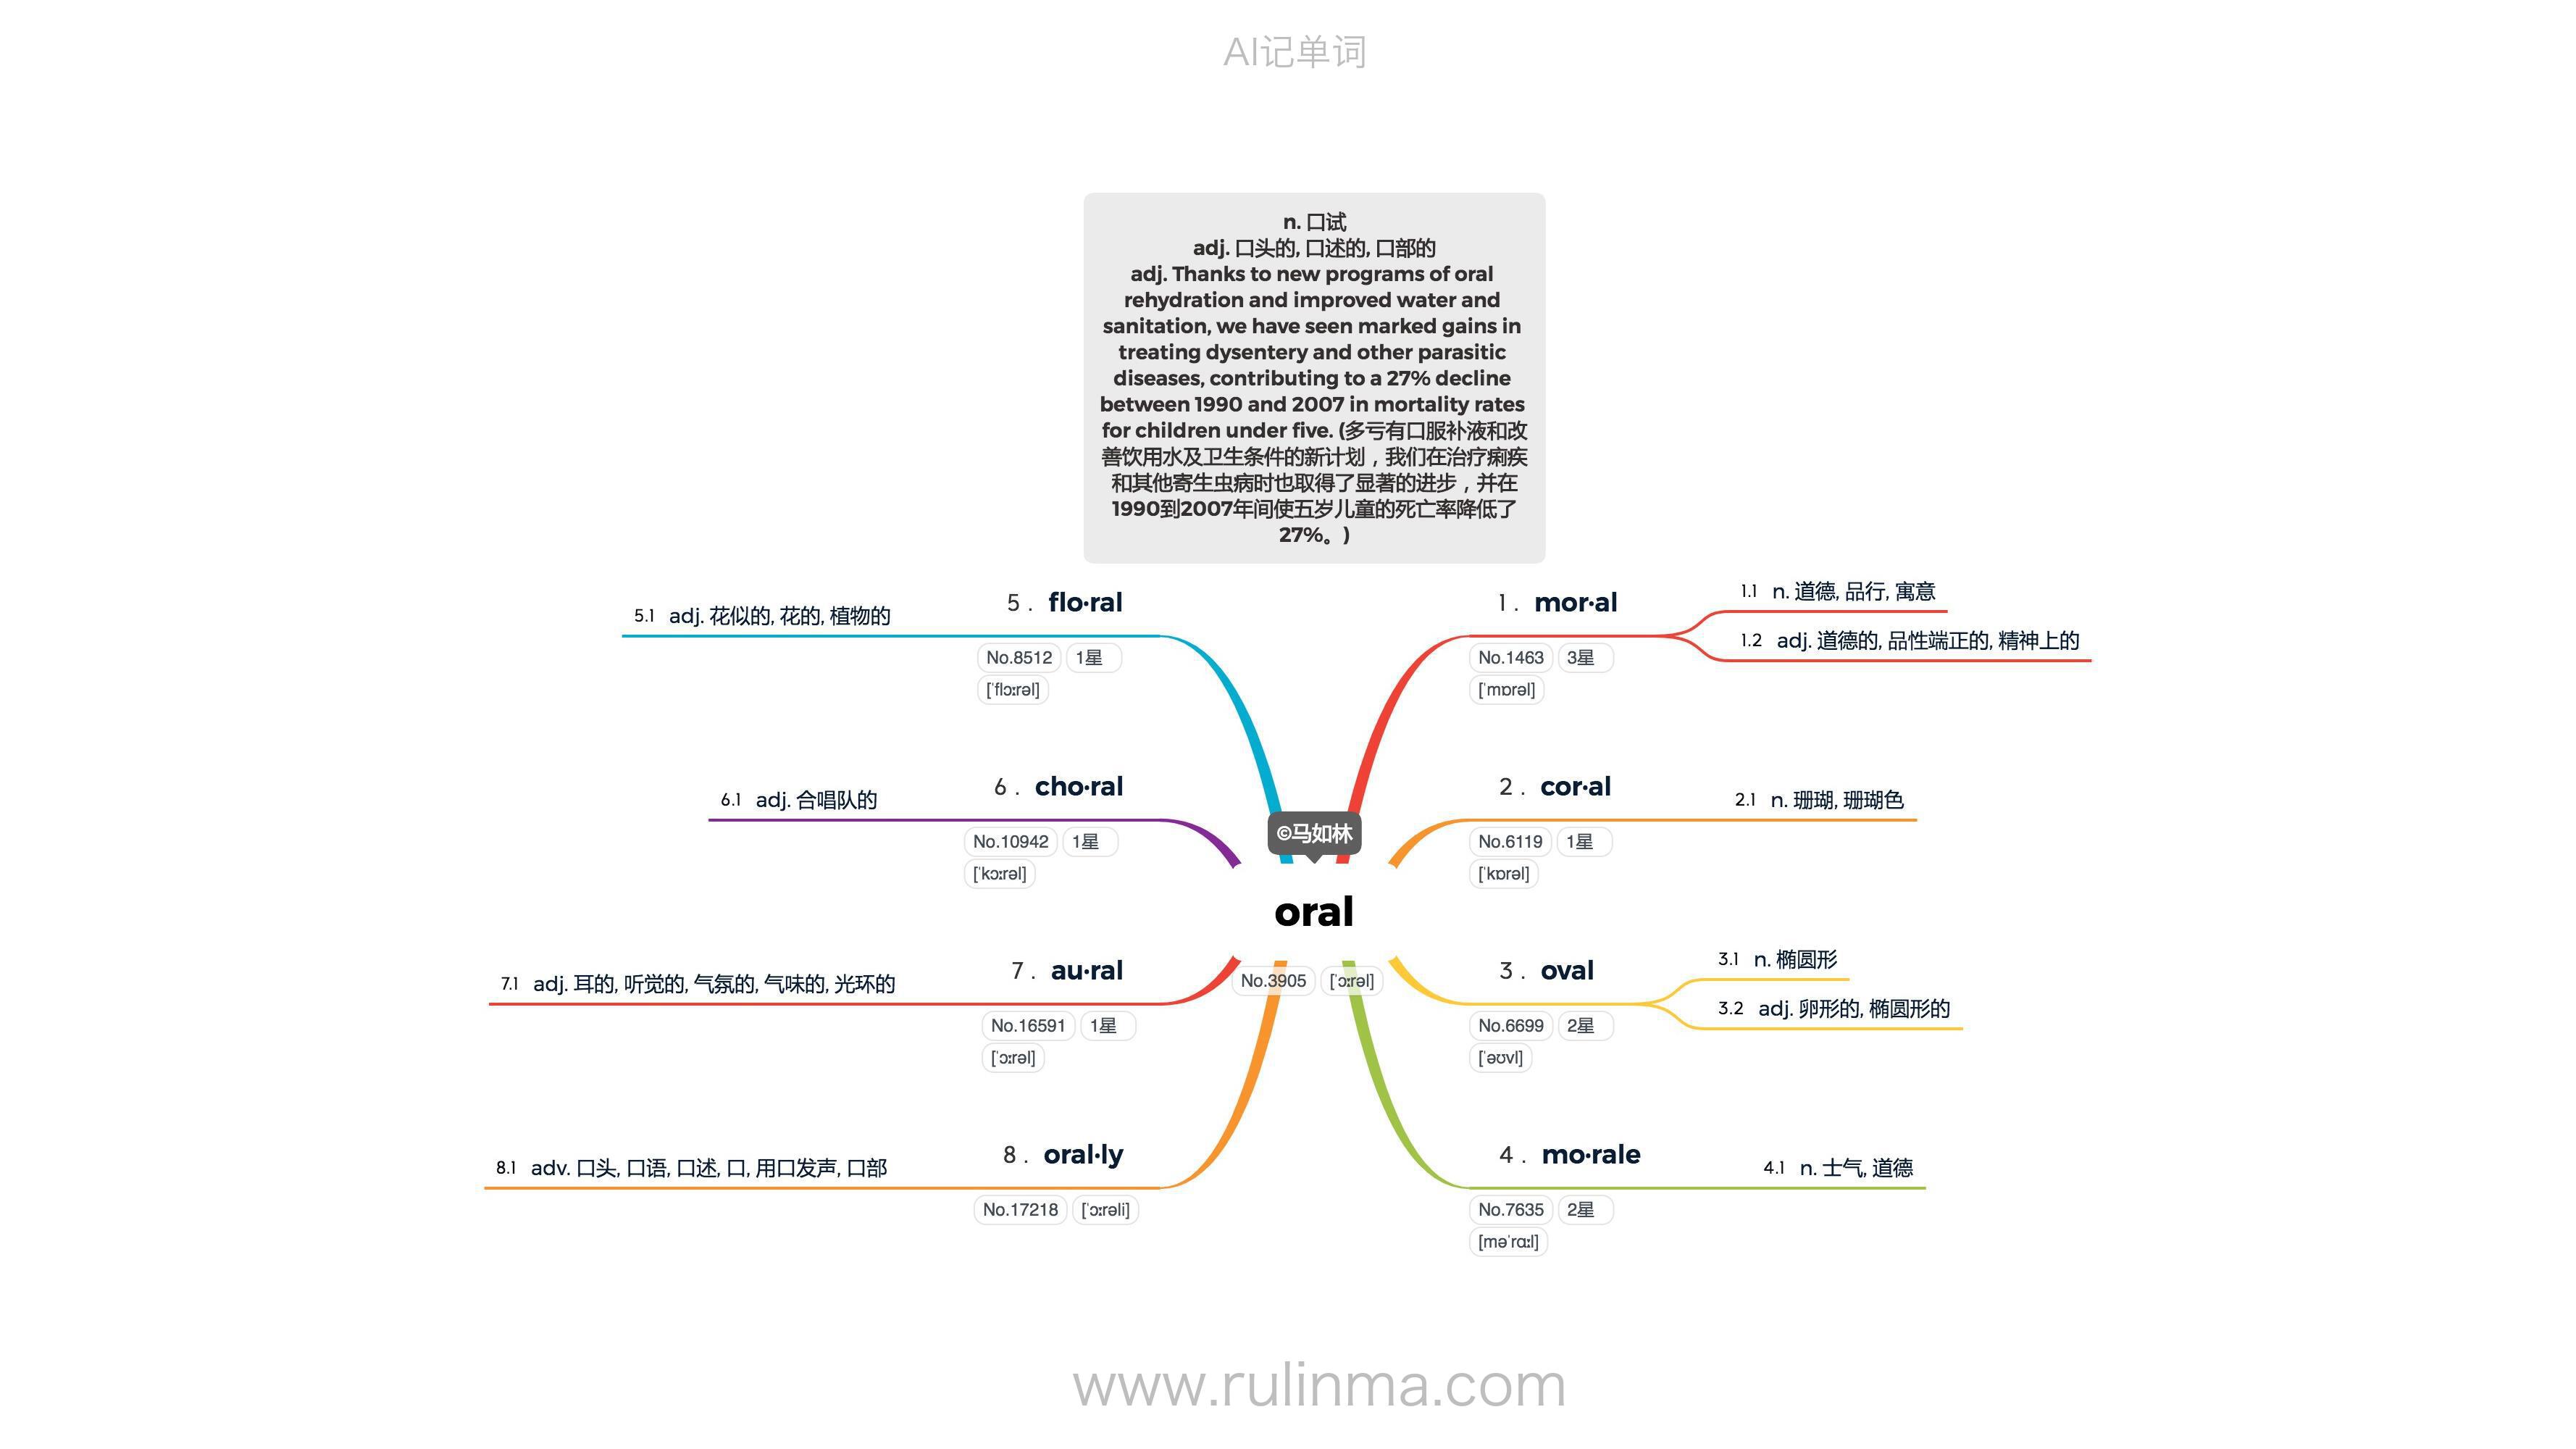 AI记单词
n. 口试
adj. 口头的, 口述的, 口部的
adj. Thanks to new programs of oral
rehydration and improved water and
sanitation, we have seen marked gains in
treating dysentery and other parasitic
diseases, contributing to a 27% decline
between 1990 and 2007 in mortality rates
for children under five. (多亏有口服补液和改
善饮用水及卫生条件的新计划，我们在治疗痢疾
和其他寄生虫病时也取得了显著的进步，并在
1990到2007年间使五岁儿童的死亡率降低了
27%。)
©马如林
oral
No.3905 [ˈɔːrəl]
1 . mor·al
No.1463 3星
[ˈmɒrəl]
1.1 n. 道德, 品行, 寓意
1.2 adj. 道德的, 品性端正的, 精神上的
2 . cor·al
No.6119 1星
[ˈkɒrəl]
2.1 n. 珊瑚, 珊瑚色
3 . oval
No.6699 2星
[ˈəʊvl]
3.1 n. 椭圆形
3.2 adj. 卵形的, 椭圆形的
4 . mo·rale
No.7635 2星
[məˈrɑːl]
4.1 n. 士气, 道德
5 . flo·ral
No.8512 1星
[ˈflɔːrəl]
5.1 adj. 花似的, 花的, 植物的
6 . cho·ral
No.10942 1星
[ˈkɔːrəl]
6.1 adj. 合唱队的
7 . au·ral
No.16591 1星
[ˈɔːrəl]
7.1 adj. 耳的, 听觉的, 气氛的, 气味的, 光环的
8 . oral·ly
No.17218 [ˈɔːrəli]
8.1 adv. 口头, 口语, 口述, 口, 用口发声, 口部
www.rulinma.com